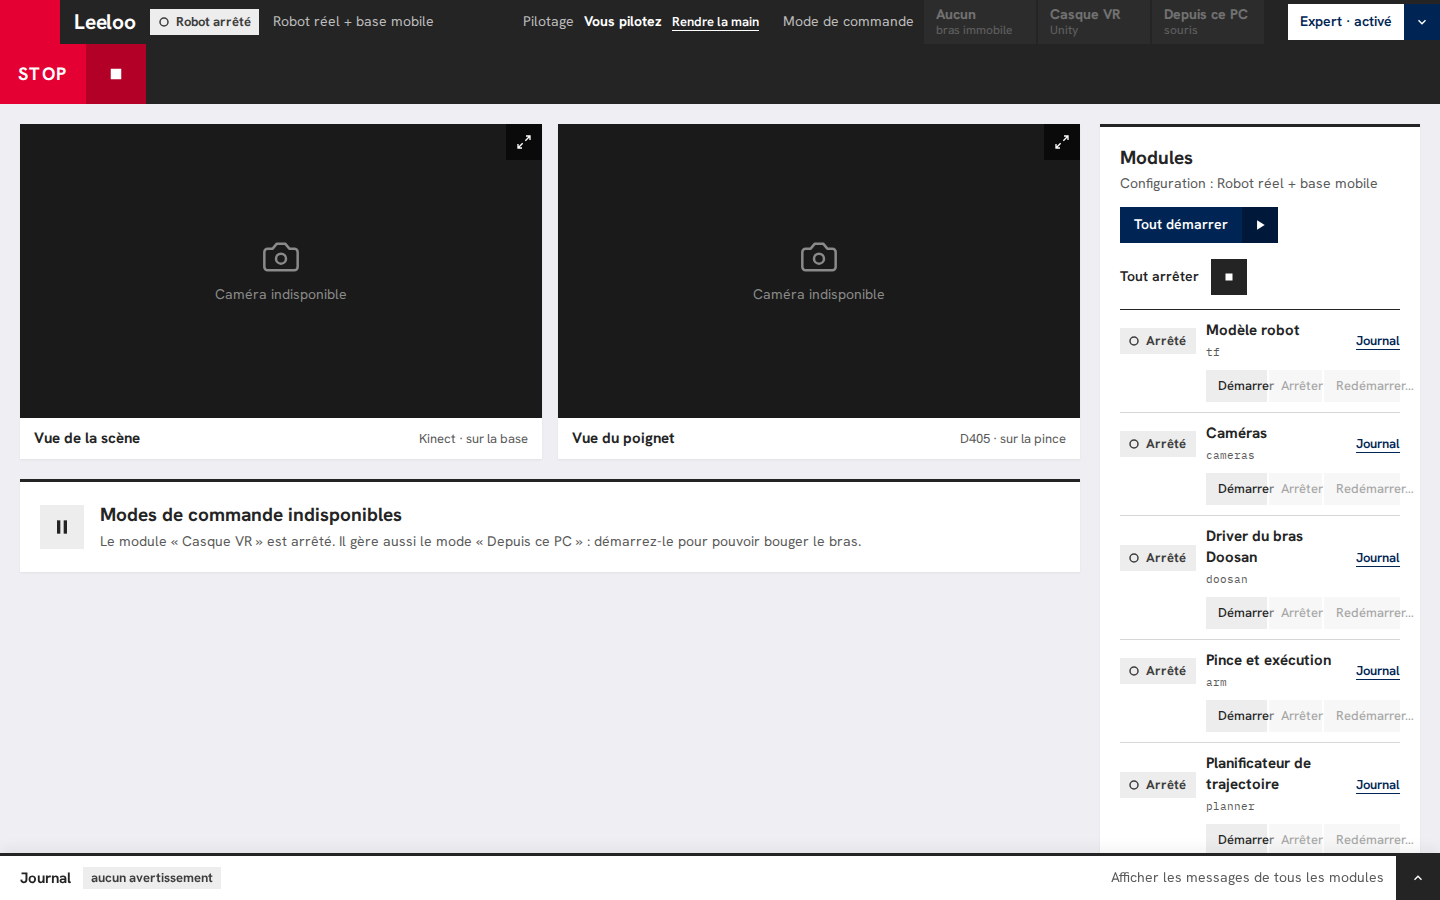 Leeloo
Robot arrêté
Robot réel + base mobile
Pilotage Vous pilotez Rendre la main
Mode de commande
Aucun
bras immobile
Casque VR
Unity
Depuis ce PC
souris
Expert · activé
STOP
Caméra indisponible
Vue de la scène
Kinect · sur la base
Caméra indisponible
Vue du poignet
D405 · sur la pince
Modes de commande indisponibles
Le module « Casque VR » est arrêté. Il gère aussi le mode « Depuis ce PC » : démarrez-le pour pouvoir bouger le bras.
Modules
Configuration : Robot réel + base mobile
Tout démarrer
Tout arrêter
Arrêté
Modèle robot
tf
Journal
Démarrer Arrêter Redémarrer…
Arrêté
Caméras
cameras
Journal
Démarrer Arrêter Redémarrer…
Arrêté
Driver du bras
Doosan
doosan
Journal
Démarrer Arrêter Redémarrer…
Arrêté
Pince et exécution
arm
Journal
Démarrer Arrêter Redémarrer…
Arrêté
Planificateur de
trajectoire
planner
Journal
Démarrer Arrêter Redémarrer…
Journal
aucun avertissement
Afficher les messages de tous les modules